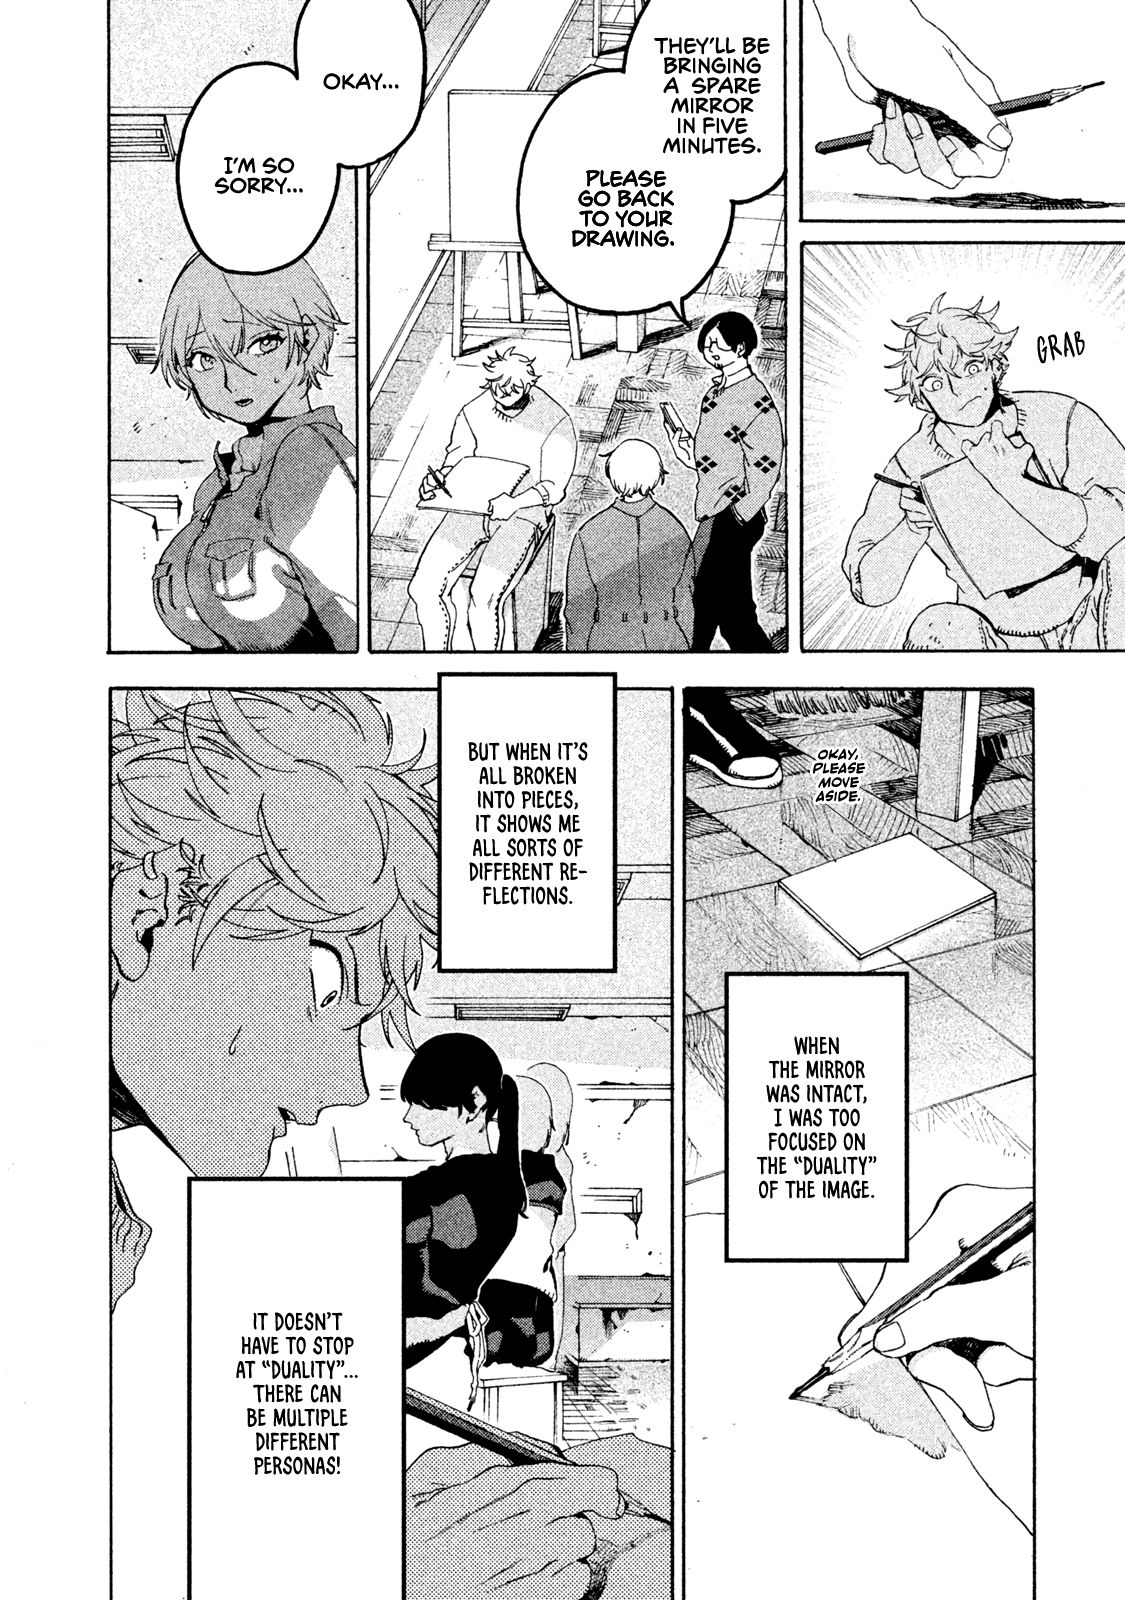 GRAB
THEY'LL BE
BRINGING
A SPARE
MIRROR
IN FIVE
MINUTES.
PLEASE
GO BACK
TO YOUR
DRAWING.
OKAY...
I'M SO
SORRY...
OKAY,
PLEASE
MOVE
ASIDE.
WHEN
THE MIRROR
WAS INTACT,
I WAS TOO
FOCUSED ON
THE "DUALITY"
OF THE IMAGE.
BUT WHEN IT'S
ALL BROKEN
INTO PIECES,
IT SHOWS ME
ALL SORTS OF
DIFFERENT RE-
FLECTIONS.
IT DOESN'T
HAVE TO STOP
AT "DUALITY"...
THERE CAN
BE MULTIPLE
DIFFERENT
PERSONAS!